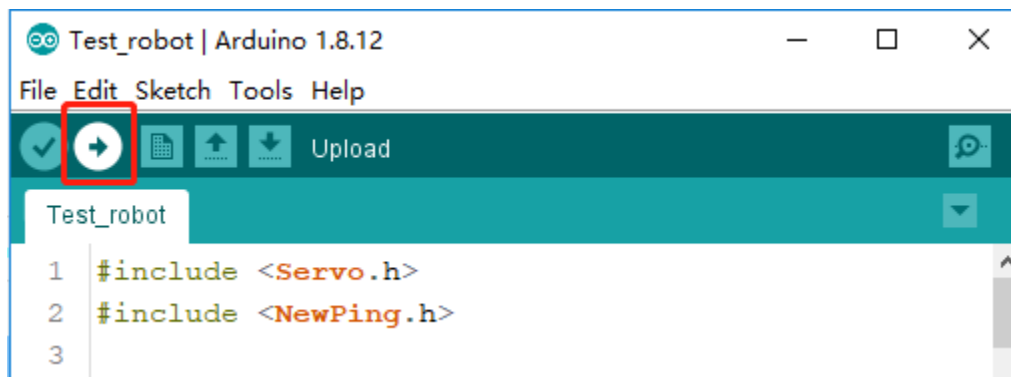 Test_robot | Arduino 1.8.12
File Edit Sketch Tools Help
Upload
Test_robot
1 #include <Servo.h>
2 #include <NewPing.h>
3